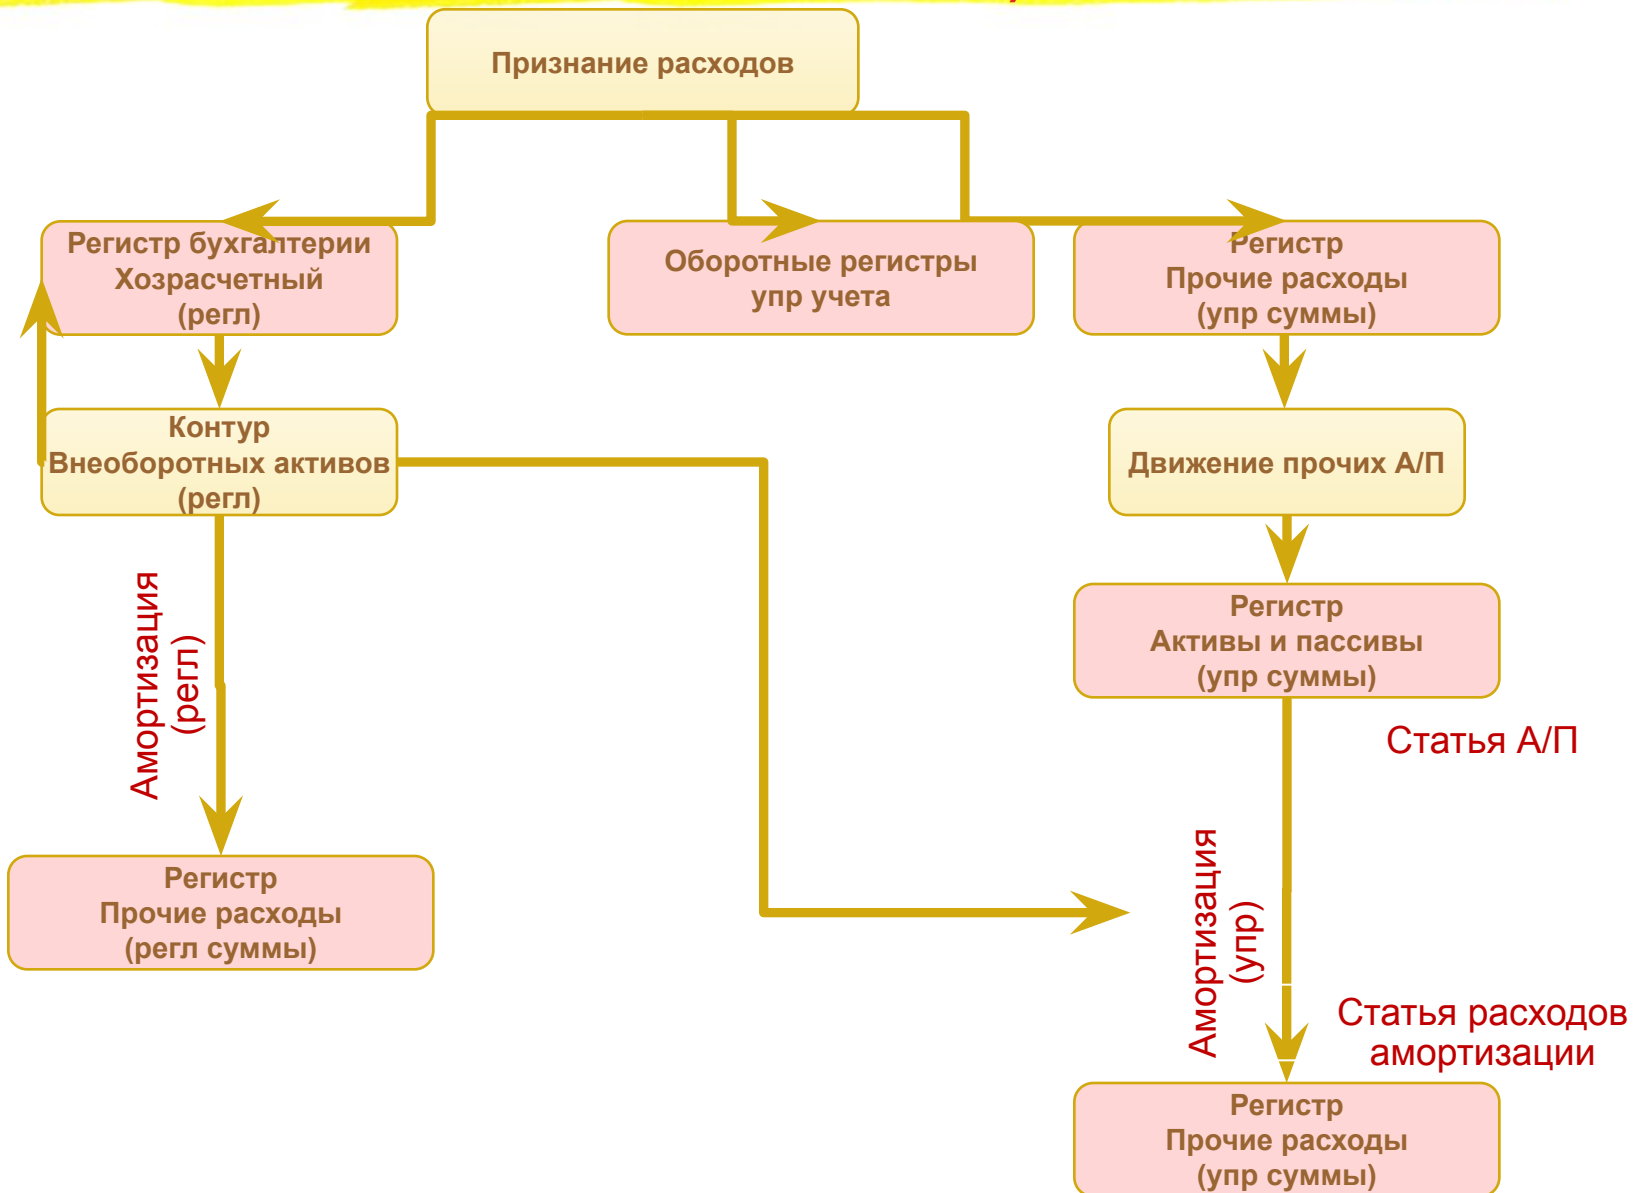 Признание расходов
Регистр бухгалтерии
Хозрасчетный
(регл)
Оборотные регистры
упр учета
Регистр
Прочие расходы
(упр суммы)
Контур
Внеоборотных активов
(регл)
Движение прочих А/П
Амортизация
(регл)
Регистр
Активы и пассивы
(упр суммы)
Статья А/П
Регистр
Прочие расходы
(регл суммы)
Амортизация
(упр)
Статья расходов
амортизации
Регистр
Прочие расходы
(упр суммы)